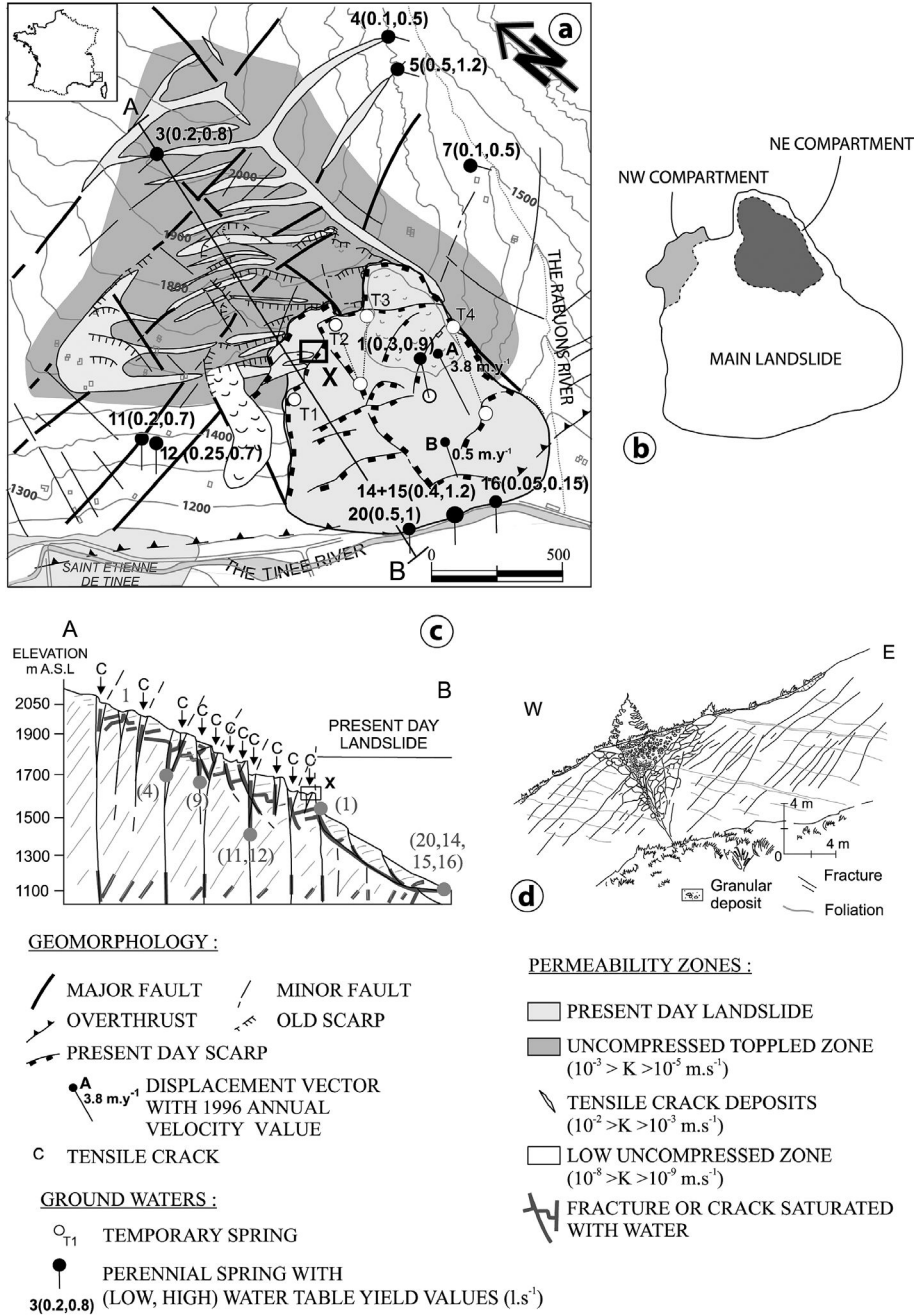 a
4(0.1,0.5)
5(0.5,1.2)
A
3(0.2,0.8)
7(0.1,0.5)
2000
1500
1900
1800
THE RABUONS RIVER
T3
T4
T2
1(0.3,0.9)
A
3.8 m.y-1
X
T1
11(0.2,0.7)
12 (0.25,0.7)
1400
B
0.5 m.y-1
1300
1200
14+15(0.4,1.2)
16(0.05,0.15)
20(0.5,1)
SAINT ETIENNE
DE TINEE
THE TINEE RIVER
B
0
500
NE COMPARTMENT
NW COMPARTMENT
MAIN LANDSLIDE
b
A
c
ELEVATION
m A.S.L
B
2050
1900
1700
1500
1300
1100
C
1
C
C
C
C
C
C
C
C
C
PRESENT DAY
LANDSLIDE
X
(4)
(9)
(1)
(11,12)
(20,14,
15,16)
E
W
4 m
0
4 m
d
Granular
deposit
Fracture
Foliation
GEOMORPHOLOGY :
MAJOR FAULT
MINOR FAULT
OVERTHRUST
OLD SCARP
PRESENT DAY SCARP
A
3.8 m.y-1
DISPLACEMENT VECTOR
WITH 1996 ANNUAL
VELOCITY VALUE
C TENSILE CRACK
GROUND WATERS :
T1 TEMPORARY SPRING
PERENNIAL SPRING WITH
3(0.2,0.8) (LOW, HIGH) WATER TABLE YIELD VALUES (l.s-1)
PERMEABILITY ZONES :
PRESENT DAY LANDSLIDE
UNCOMPRESSED TOPPLED ZONE
(10-3 > K >10-5 m.s-1)
TENSILE CRACK DEPOSITS
(10-2 >K >10-3 m.s-1)
LOW UNCOMPRESSED ZONE
(10-8 >K >10-9 m.s-1)
FRACTURE OR CRACK SATURATED
WITH WATER